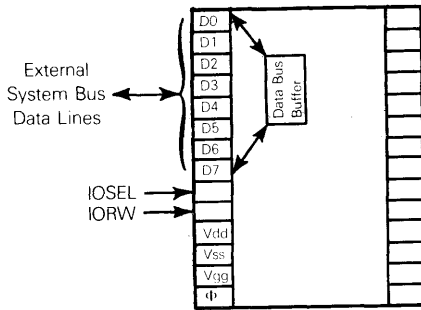 D0
D1
D2
D3
D4
D5
D6
D7
External
System Bus
Data Lines
Data Bus
Buffer
IOSEL
IORW
Vdd
Vss
Vgg
Φ